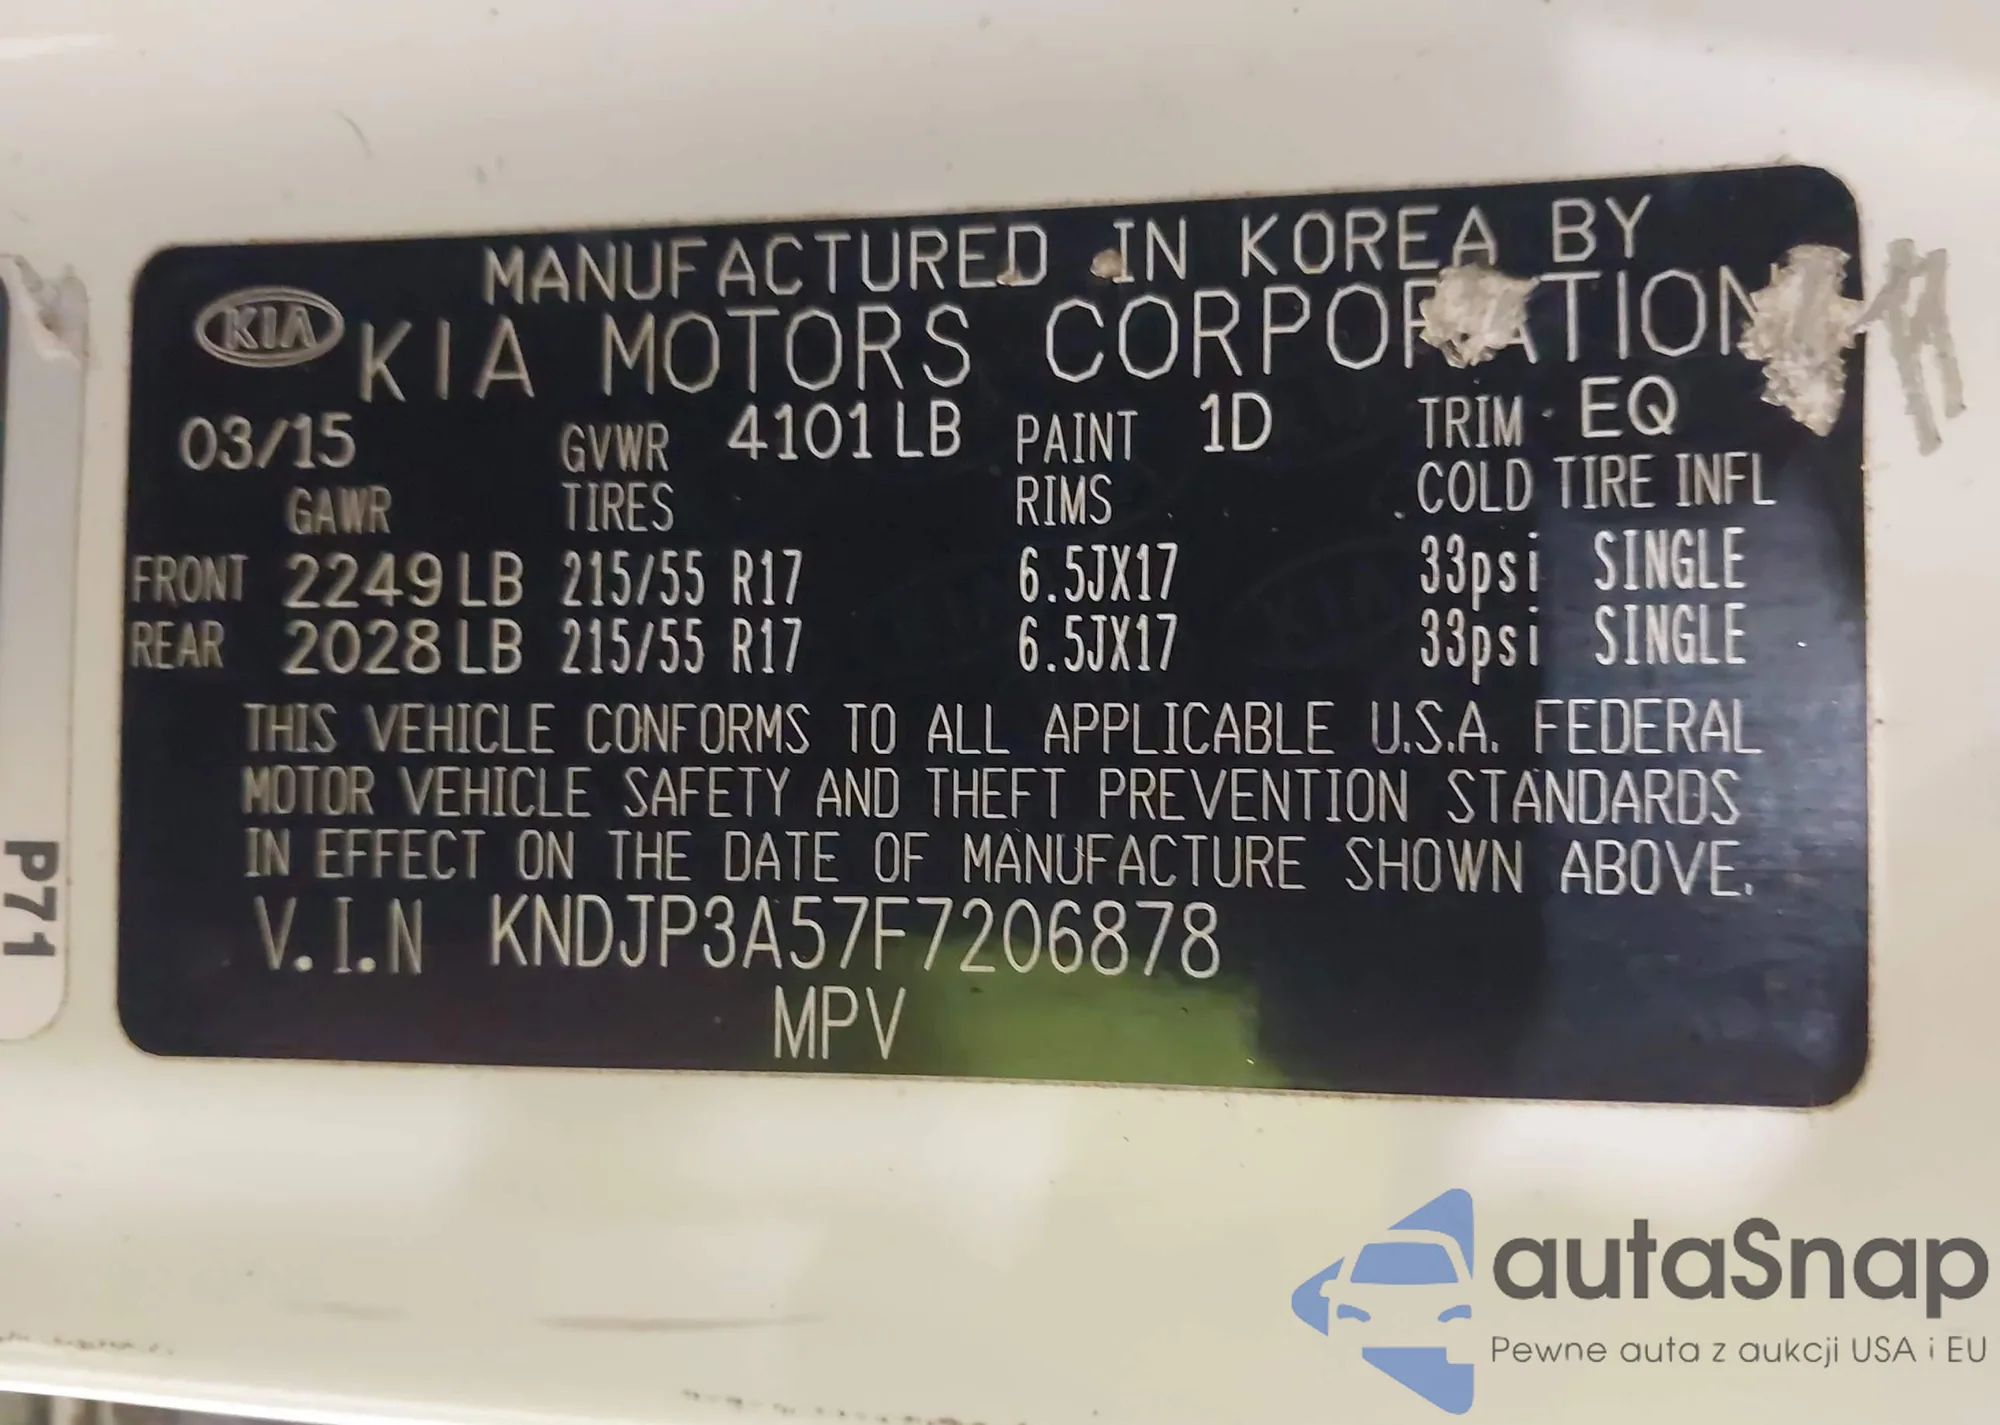 MANUFACTURED IN KOREA BY
KIA KIA MOTORS CORPORATION
03/15 GVWR 4101 LB PAINT 1D TRIM EQ
GAWR TIRES RIMS COLD TIRE INFL
FRONT 2249 LB 215/55 R17 6.5JX17 33psi SINGLE
REAR 2028 LB 215/55 R17 6.5JX17 33psi SINGLE
THIS VEHICLE CONFORMS TO ALL APPLICABLE U.S.A. FEDERAL
MOTOR VEHICLE SAFETY AND THEFT PREVENTION STANDARDS
IN EFFECT ON THE DATE OF MANUFACTURE SHOWN ABOVE.
V.I.N KNDJP3A57F7206878
MPV
P71
autaSnap
Pewne auta z aukcji USA i EU